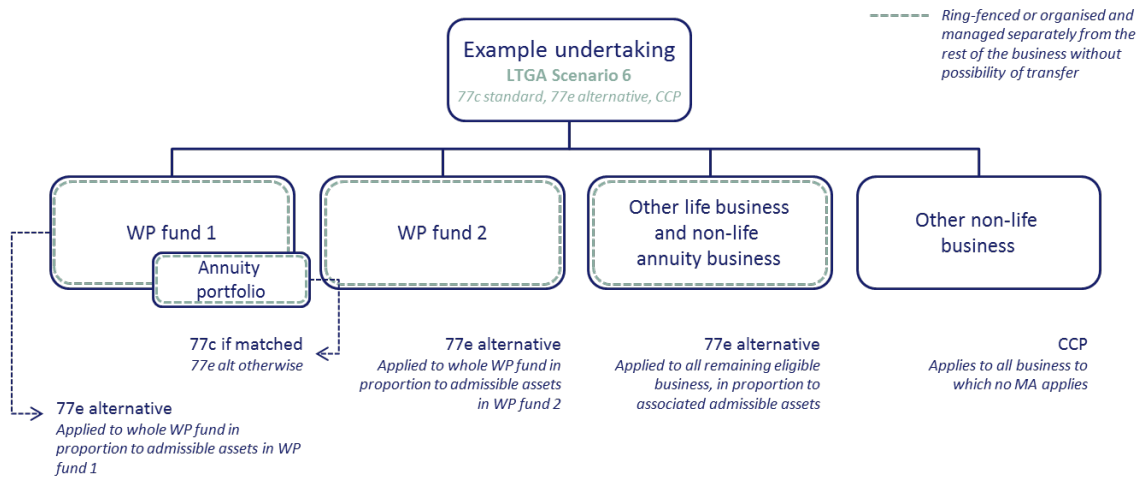 Ring-fenced or organised and
managed separately from the
rest of the business without
possibility of transfer
Example undertaking
LTGA Scenario 6
77c standard, 77e alternative, CCP
WP fund 1
Annuity
portfolio
WP fund 2
Other life business
and non-life
annuity business
Other non-life
business
77c if matched
77e alt otherwise
77e alternative
Applied to whole WP fund in
proportion to admissible assets
in WP fund 2
77e alternative
Applied to all remaining eligible
business, in proportion to
associated admissible assets
CCP
Applies to all business to
which no MA applies
77e alternative
Applied to whole WP fund in
proportion to admissible assets in WP
fund 1